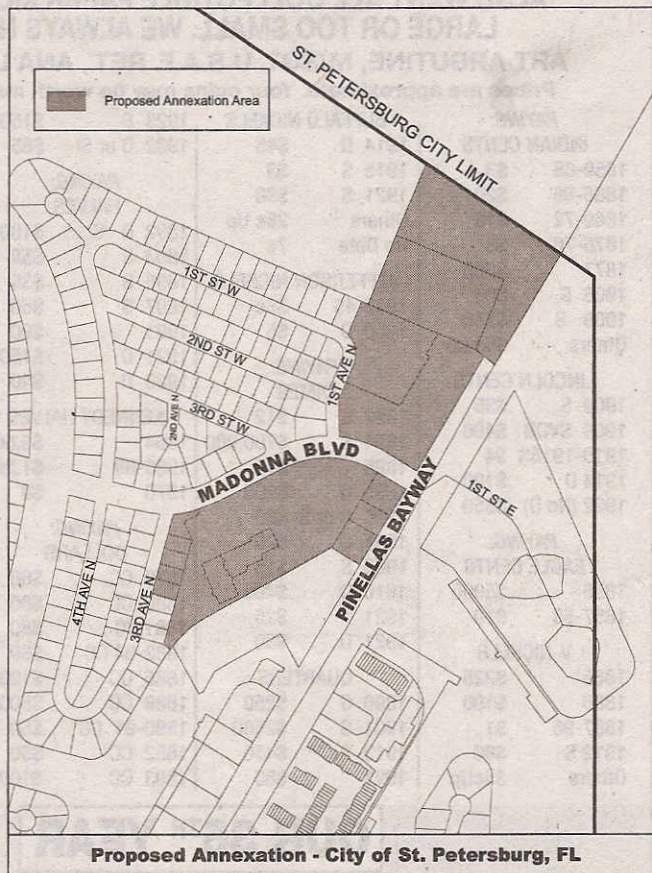 ST. PETERSBURG CITY LIMIT
Proposed Annexation Area
1ST ST W
2ND ST W
1ST AVE N
3RD ST W
2ND AVE N
MADONNA BLVD
PINELLAS BAYWAY
1ST ST E
4TH AVE N
3RD AVE N
Proposed Annexation - City of St. Petersburg, FL